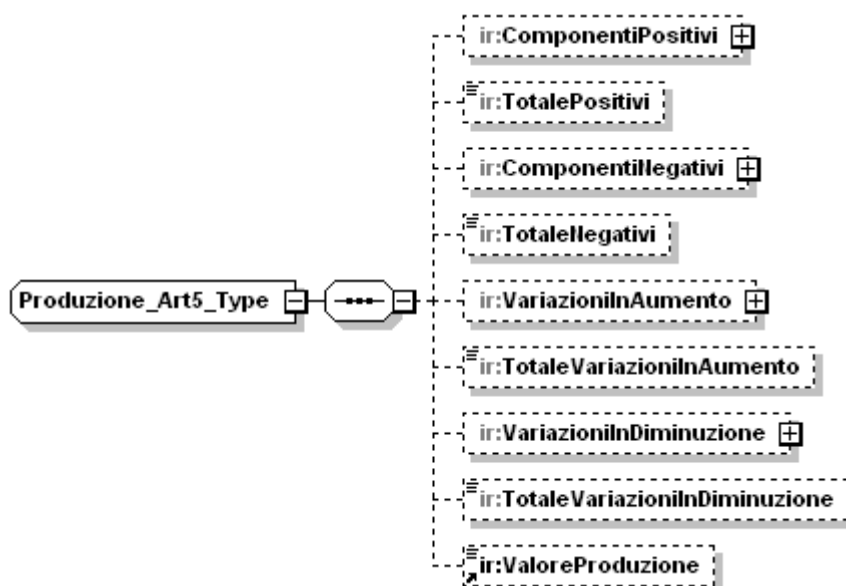 ir:ComponentiPositivi
ir:TotalePositivi
ir:ComponentiNegativi
ir:TotaleNegativi
Produzione_Art5_Type
ir:VariazioniInAumento
ir:TotaleVariazioniInAumento
ir:VariazioniInDiminuzione
ir:TotaleVariazioniInDiminuzione
ir:ValoreProduzione